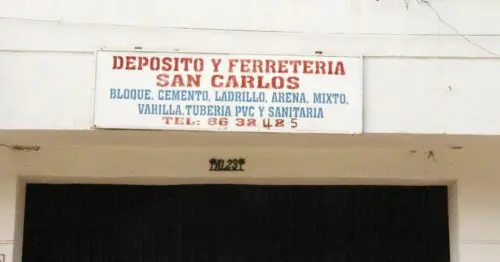 DEPOSITO Y FERRETERIA
SAN CARLOS
BLOQUE, CEMENTO, LADRILLO, ARENA, MIXTO,
VARILLA, TUBERIA PVC Y SANITARIA
TEL: 86 32 42 5